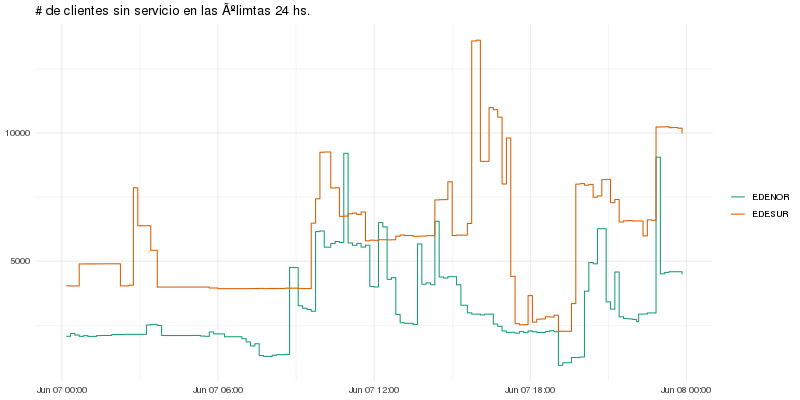 # de clientes sin servicio en las Ãºlimtas 24 hs.
10000
5000
EDENOR
EDESUR
Jun 07 00:00
Jun 07 06:00
Jun 07 12:00
Jun 07 18:00
Jun 08 00:00